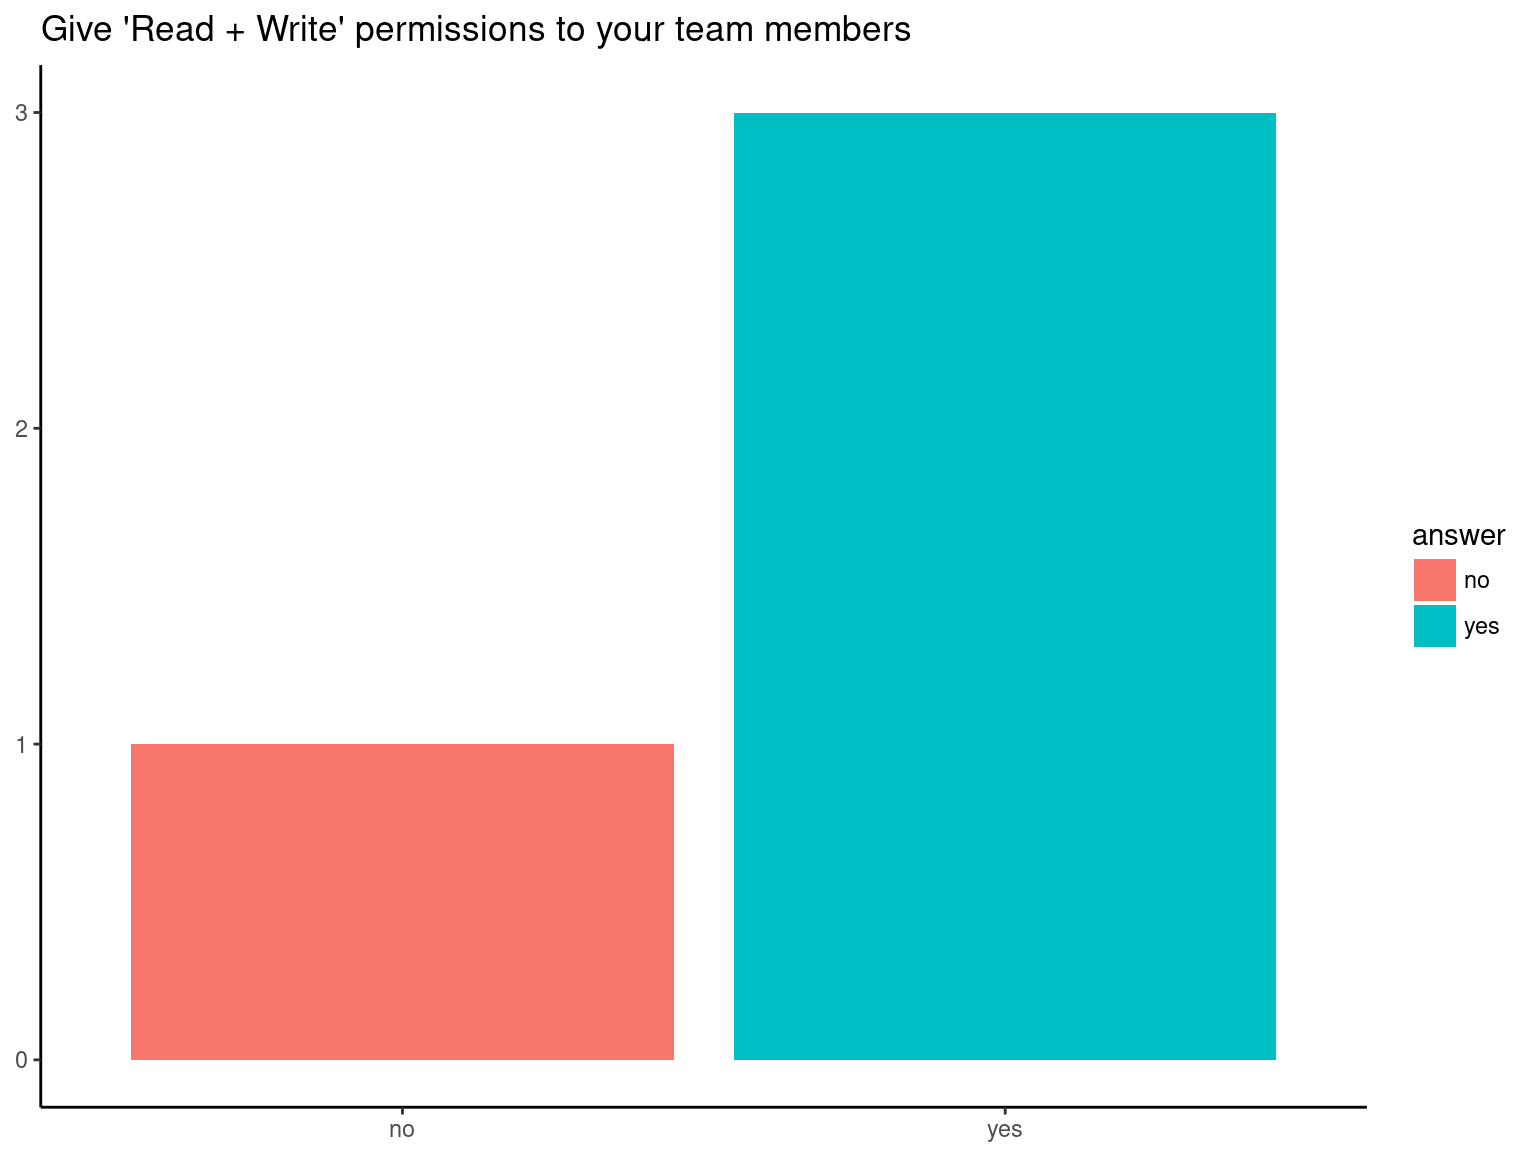 Give 'Read + Write' permissions to your team members
3
2
1
0
no
yes
answer
no
yes